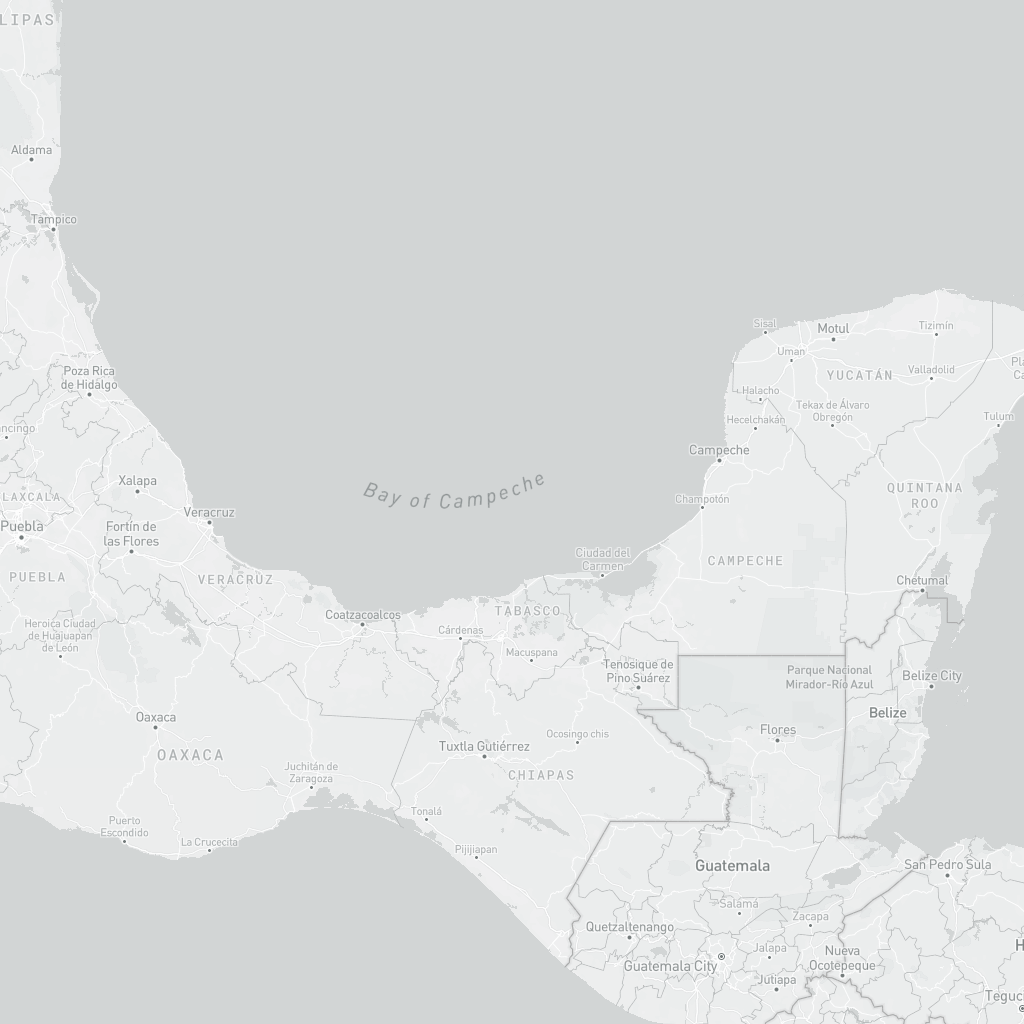 LIPAS
Aldama
Tampico
Sisal
Motul
Tizimín
Uman
Poza Rica
de Hidalgo
YUCATÁN
Valladolid
Halacho
Tekax de Álvaro
Obregón
Hecelchakán
Tulum
ancingo
Campeche
Xalapa
Bay of Campeche
LAXCALA
QUINTANA
ROO
Champotón
Veracruz
Puebla
Fortín de
las Flores
Ciudad del
Carmen
CAMPECHE
PUEBLA
VERACRUZ
Chetumal
Coatzacoalcos
TABASCO
Heroica Ciudad
de Huajuapan
de León
Cárdenas
Macuspana
Tenosique de
Pino Suárez
Parque Nacional
Mirador-Río Azul
Belize City
Oaxaca
Belize
Flores
Ocosingo chis
Tuxtla Gutiérrez
OAXACA
Juchitán de
Zaragoza
CHIAPAS
Tonalá
Puerto
Escondido
La Crucecita
Pijijiapan
Guatemala
San Pedro Sula
Salamá
Zacapa
Quetzaltenango
Jalapa
Nueva
Ocotepeque
Guatemala City
Jutiapa
H
Teguc